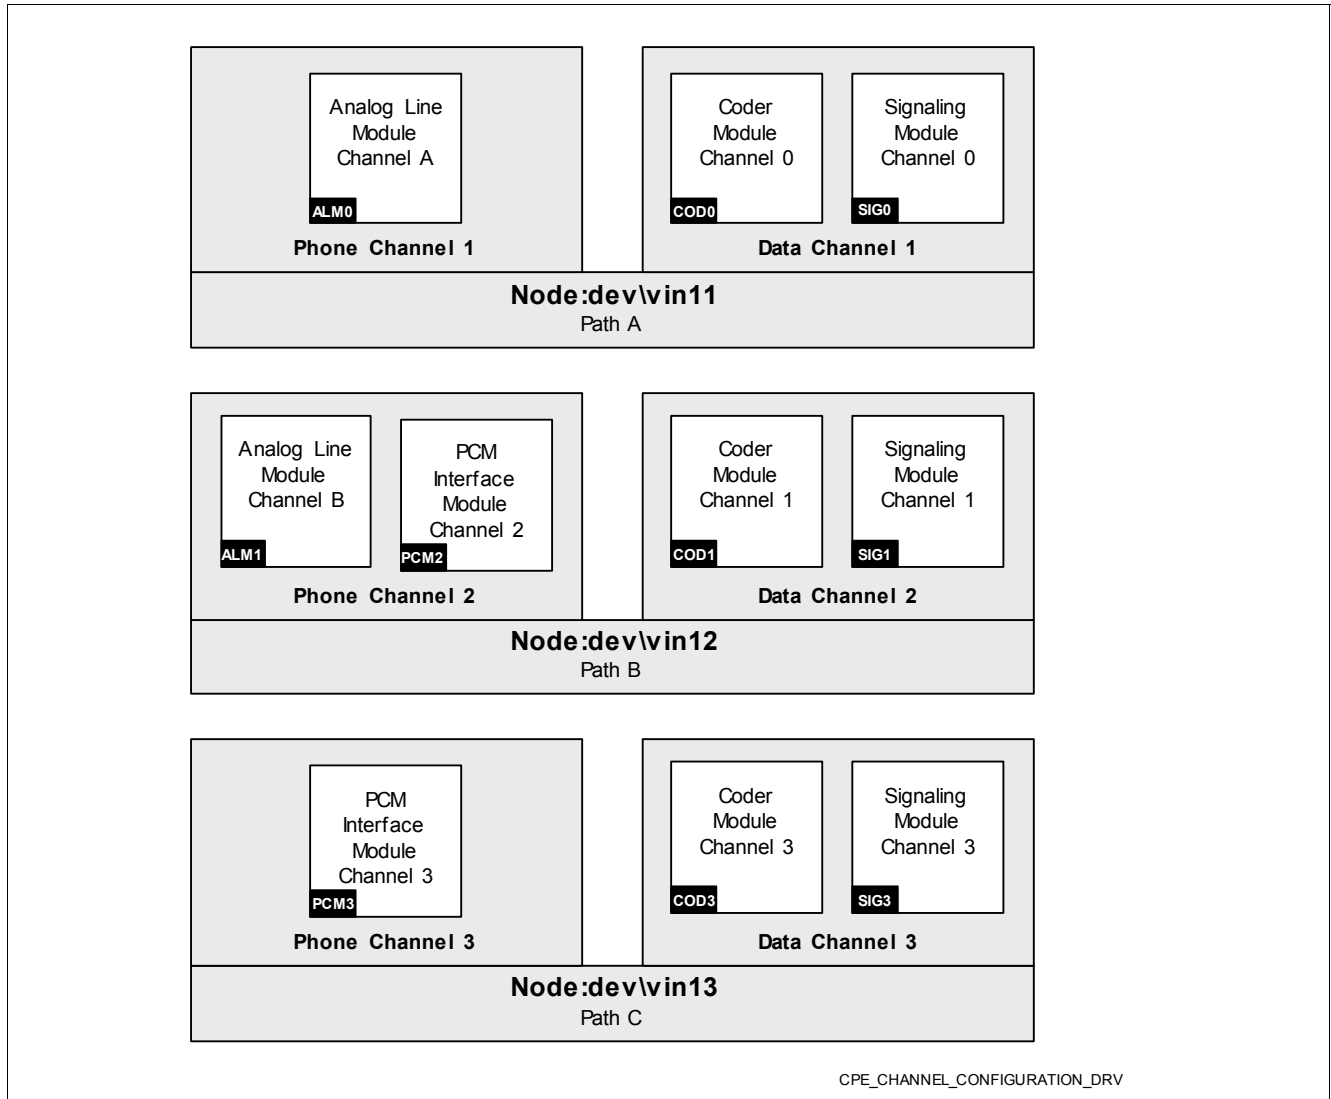 Analog Line
Module
Channel A
ALM0
Phone Channel 1
Coder
Module
Channel 0
COD0
Signaling
Module
Channel 0
SIG0
Data Channel 1
Node:dev\vin11
Path A
Analog Line
Module
Channel B
ALM1
PCM
Interface
Module
Channel 2
PCM2
Phone Channel 2
Coder
Module
Channel 1
COD1
Signaling
Module
Channel 1
SIG1
Data Channel 2
Node:dev\vin12
Path B
PCM
Interface
Module
Channel 3
PCM3
Phone Channel 3
Coder
Module
Channel 3
COD3
Signaling
Module
Channel 3
SIG3
Data Channel 3
Node:dev\vin13
Path C
CPE_CHANNEL_CONFIGURATION_DRV